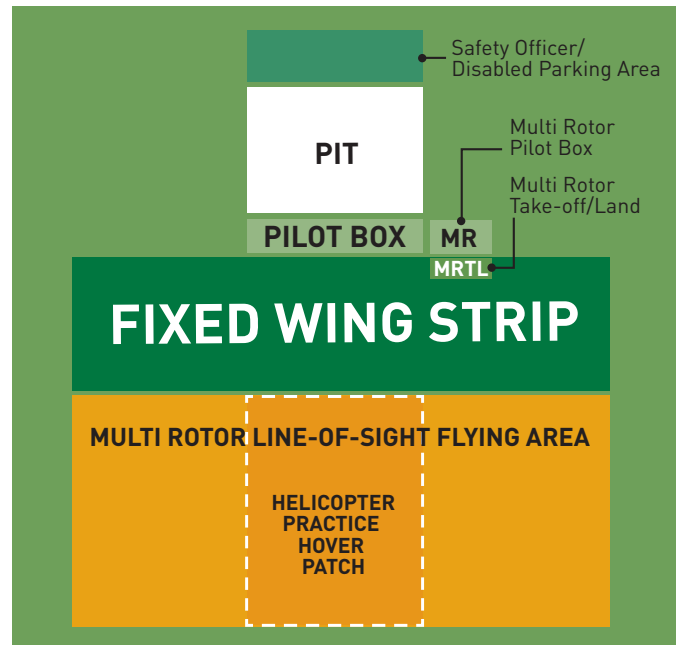 Safety Officer/
Disabled Parking Area
PIT
Multi Rotor
Pilot Box
Multi Rotor
Take-off/Land
PILOT BOX
MR
MRTL
FIXED WING STRIP
MULTI ROTOR LINE-OF-SIGHT FLYING AREA
HELICOPTER
PRACTICE
HOVER
PATCH